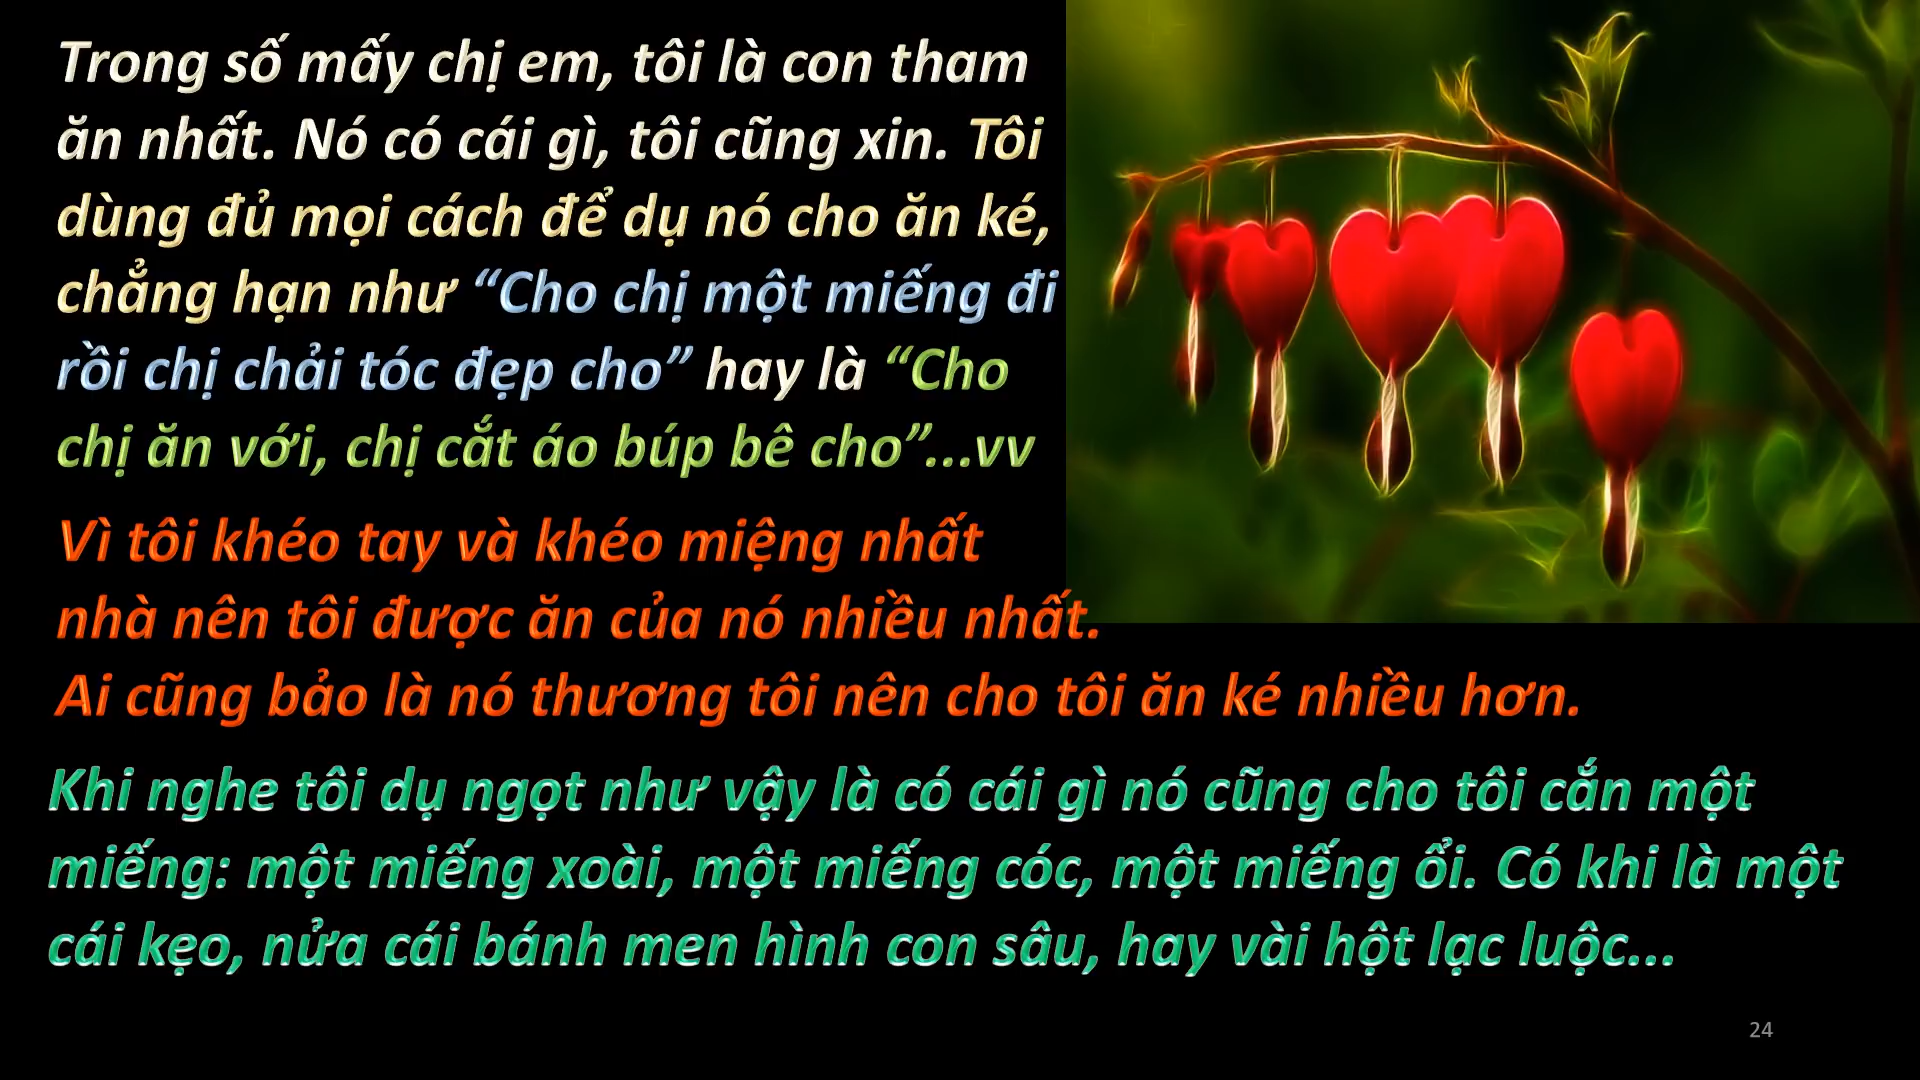 Trong số mấy chị em, tôi là con tham
ăn nhất. Nó có cái gì, tôi cũng xin. Tôi
dùng đủ mọi cách để dụ nó cho ăn ké,
chẳng hạn như “Cho chị một miếng đi
rồi chị chải tóc đẹp cho” hay là “Cho
chị ăn với, chị cắt áo búp bê cho”...vv
Vì tôi khéo tay và khéo miệng nhất
nhà nên tôi được ăn của nó nhiều nhất.
Ai cũng bảo là nó thương tôi nên cho tôi ăn ké nhiều hơn.
Khi nghe tôi dụ ngọt như vậy là có cái gì nó cũng cho tôi cắn một
miếng: một miếng xoài, một miếng cóc, một miếng ổi. Có khi là một
cái kẹo, nửa cái bánh men hình con sâu, hay vài hột lạc luộc...
24